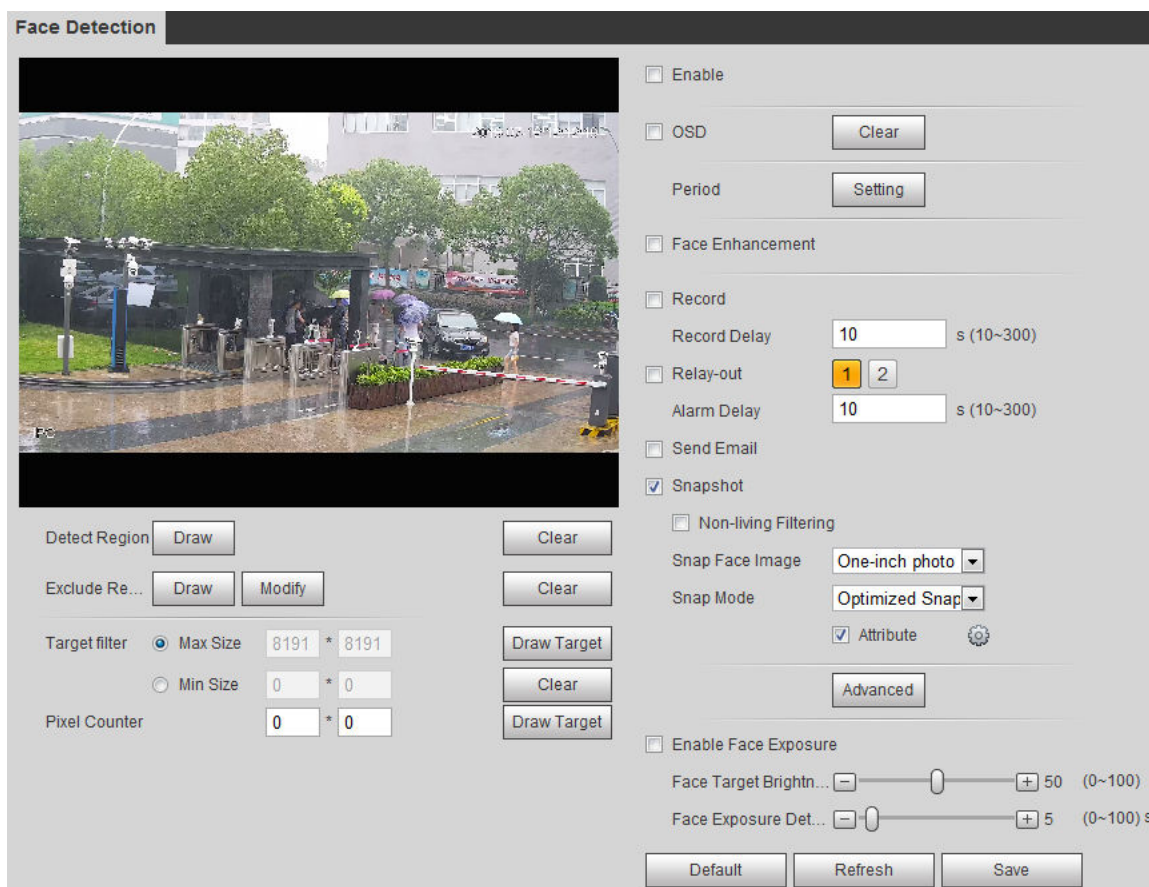 Face Detection
Enable
OSD
Clear
Period
Setting
Face Enhancement
Record
Record Delay
10
s (10~300)
Relay-out
1
2
Alarm Delay
10
s (10~300)
Send Email
Snapshot
Non-living Filtering
Snap Face Image
One-inch photo
Snap Mode
Optimized Snap
Attribute
Advanced
Enable Face Exposure
Face Target Brightn...
50
(0~100)
Face Exposure Det...
5
(0~100) s
Default
Refresh
Save
Detect Region
Draw
Clear
Exclude Re...
Draw
Modify
Clear
Target filter
Max Size
8191 * 8191
Draw Target
Min Size
0 * 0
Clear
Pixel Counter
0 * 0
Draw Target